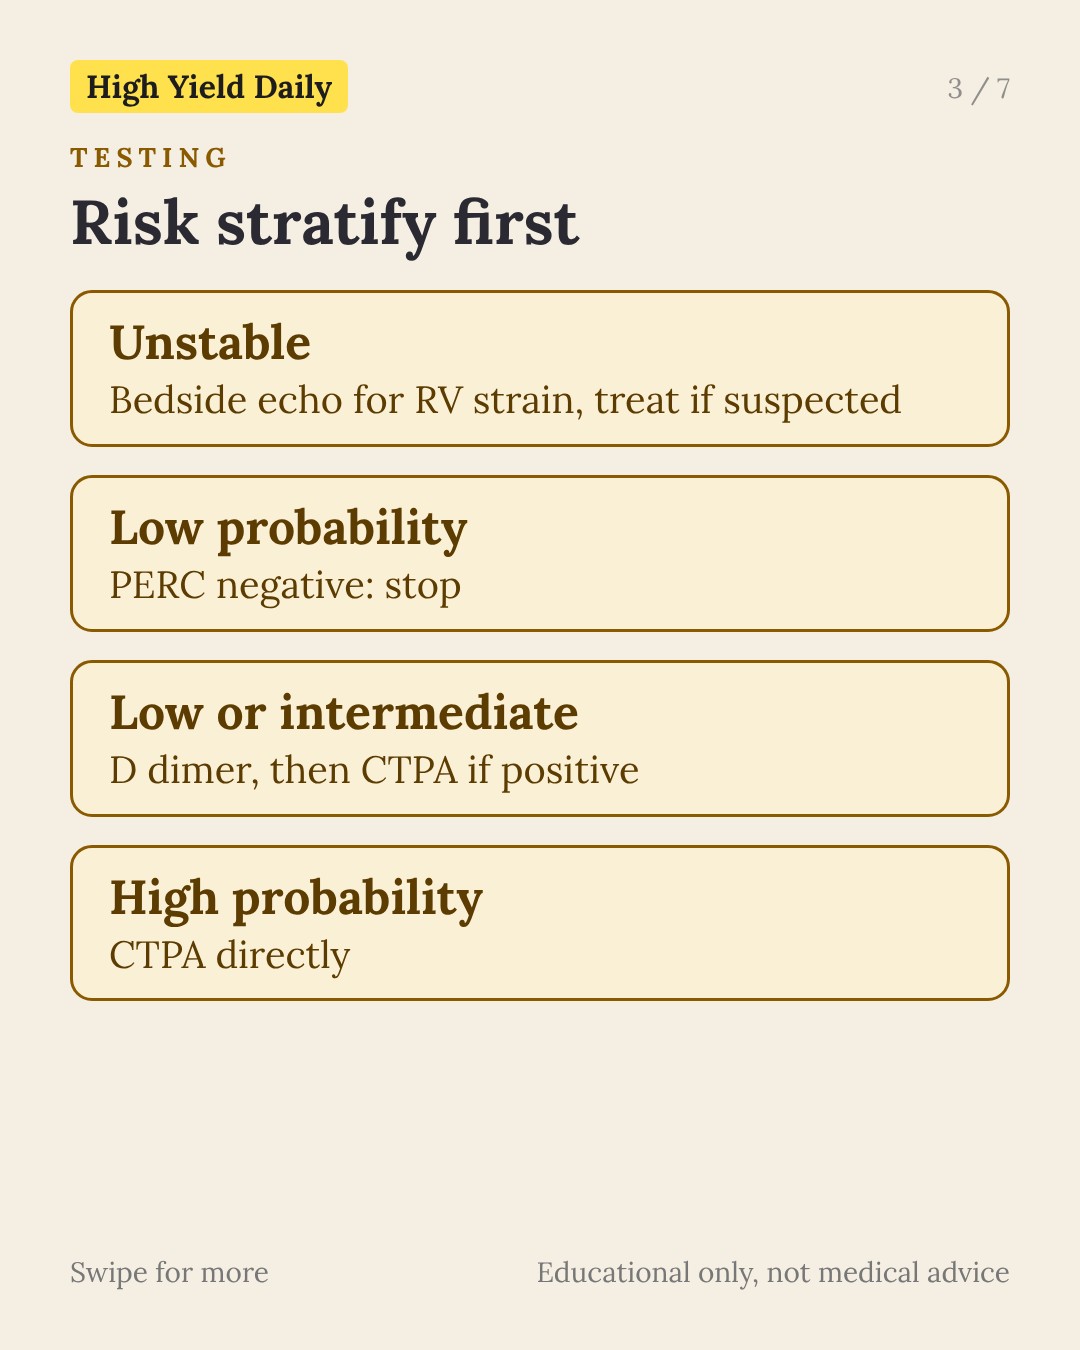 High Yield Daily
3 / 7
TESTING
Risk stratify first
Unstable
Bedside echo for RV strain, treat if suspected
Low probability
PERC negative: stop
Low or intermediate
D dimer, then CTPA if positive
High probability
CTPA directly
Swipe for more
Educational only, not medical advice